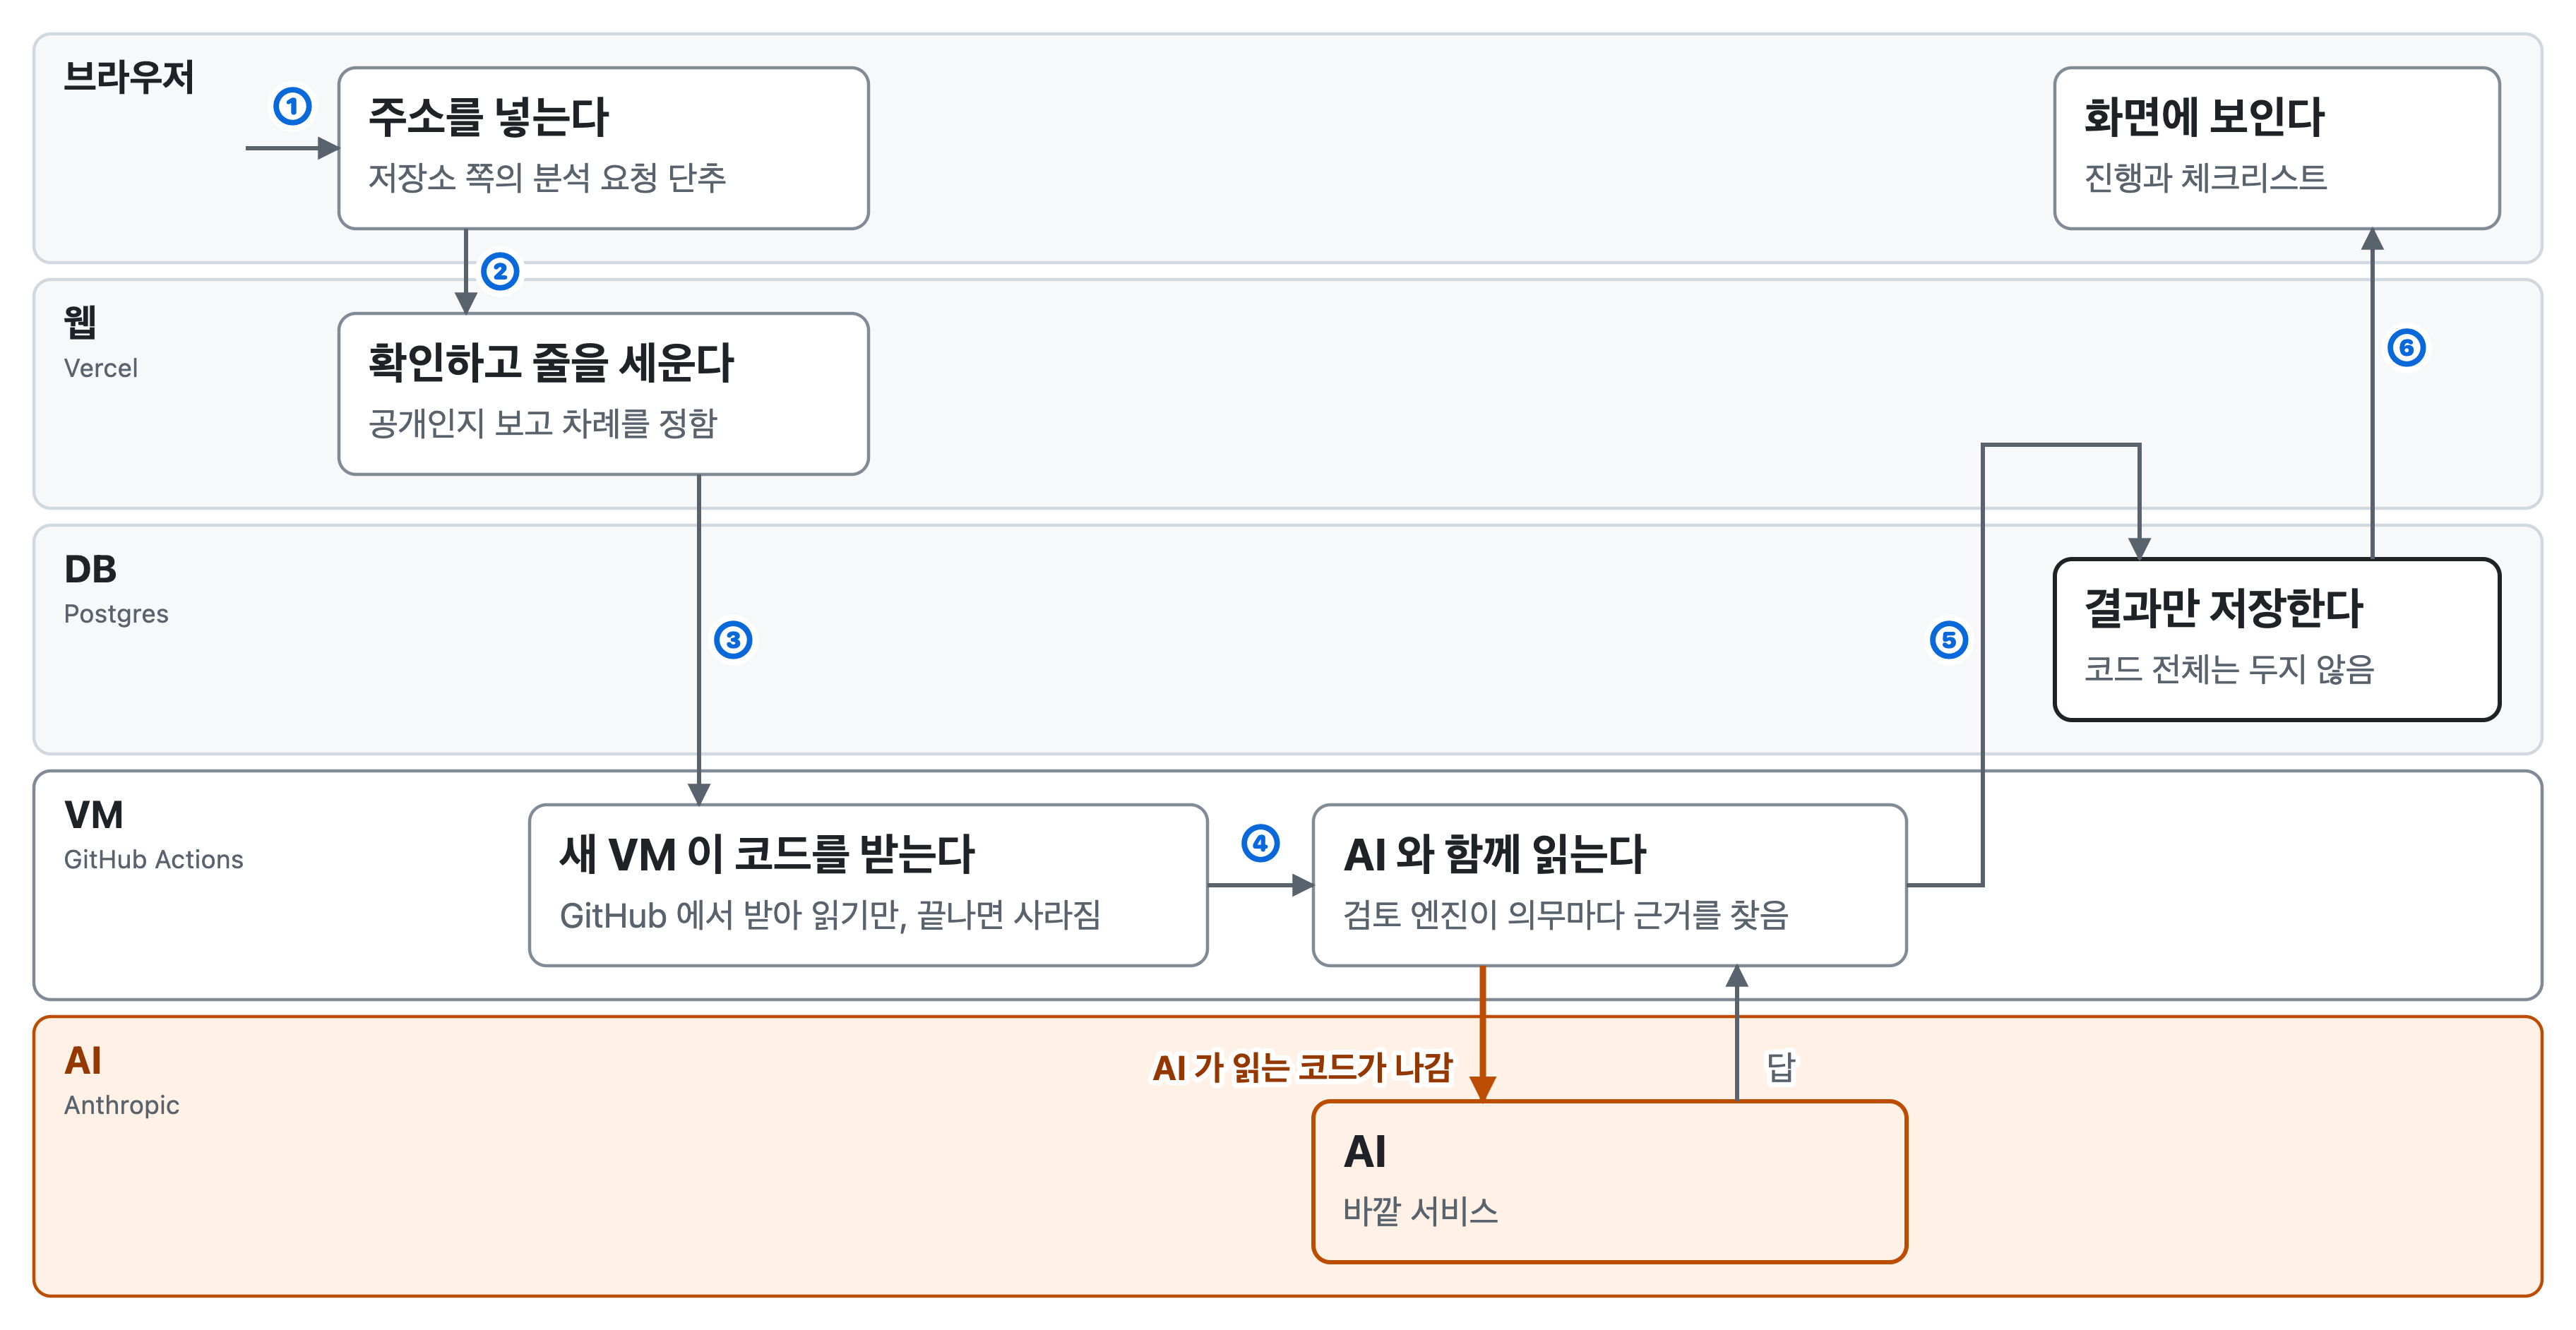 브라우저
①
주소를 넣는다
저장소 쪽의 분석 요청 단추
화면에 보인다
진행과 체크리스트
②
웹
Vercel
확인하고 줄을 세운다
공개인지 보고 차례를 정함
⑥
DB
Postgres
③
⑤
결과만 저장한다
코드 전체는 두지 않음
VM
GitHub Actions
새 VM 이 코드를 받는다
GitHub 에서 받아 읽기만, 끝나면 사라짐
④
AI 와 함께 읽는다
검토 엔진이 의무마다 근거를 찾음
AI
Anthropic
AI 가 읽는 코드가 나감
답
AI
바깥 서비스